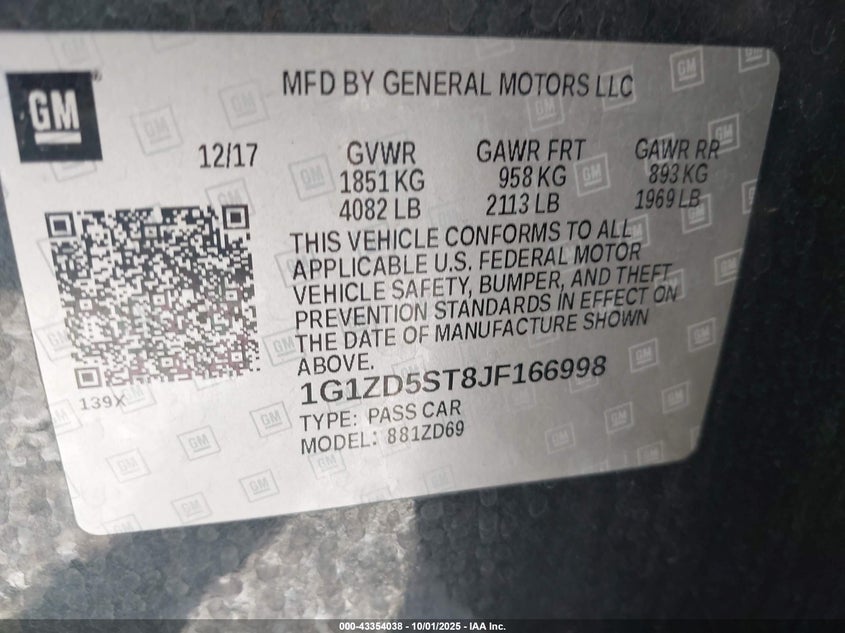 GM
MFD BY GENERAL MOTORS LLC
12/17 GVWR GAWR FRT GAWR RR
1851 KG 958 KG 893 KG
4082 LB 2113 LB 1969 LB
THIS VEHICLE CONFORMS TO ALL
APPLICABLE U.S. FEDERAL MOTOR
VEHICLE SAFETY, BUMPER, AND THEFT
PREVENTION STANDARDS IN EFFECT ON
THE DATE OF MANUFACTURE SHOWN
ABOVE.
139X
1G1ZD5ST8JF166998
TYPE: PASS CAR
MODEL: 881ZD69
000-43354038 - 10/01/2025 - IAA Inc.